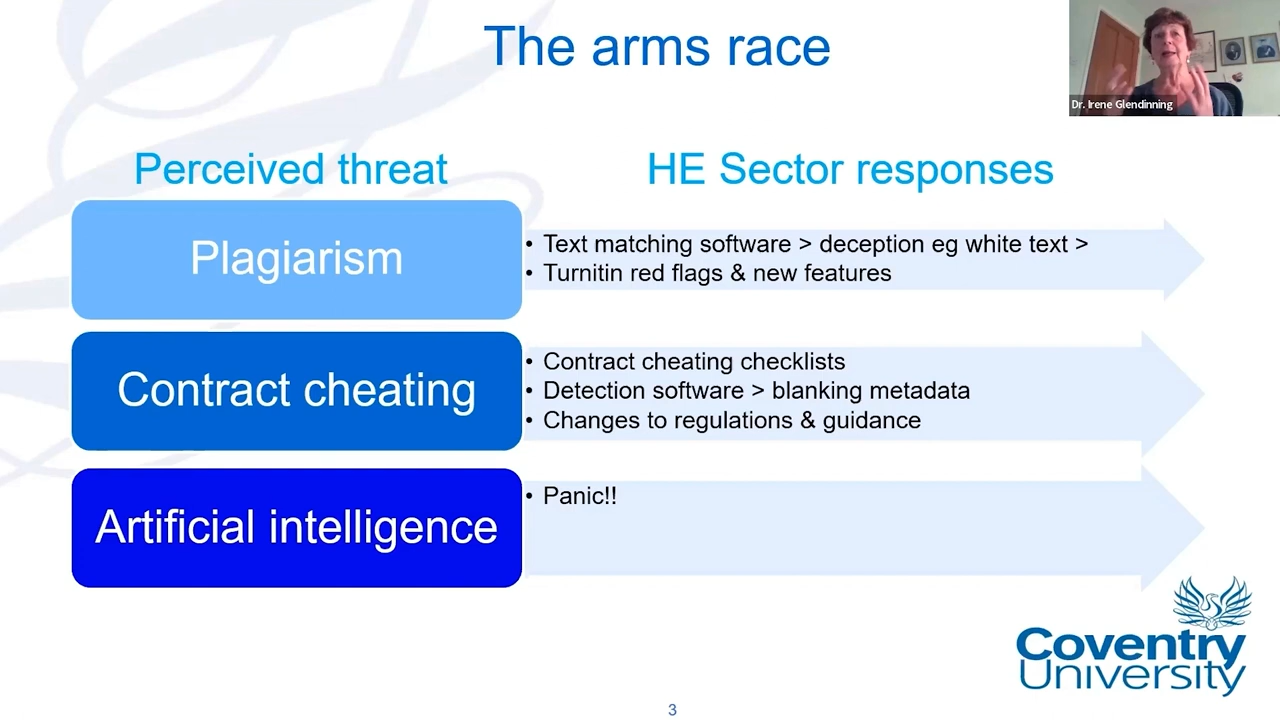 The arms race
Dr. Irene Glendinning
Perceived threat
HE Sector responses
Plagiarism
• Text matching software > deception eg white text >
• Turnitin red flags & new features
Contract cheating
• Contract cheating checklists
• Detection software > blanking metadata
• Changes to regulations & guidance
Artificial intelligence
• Panic!!
Coventry
University
3